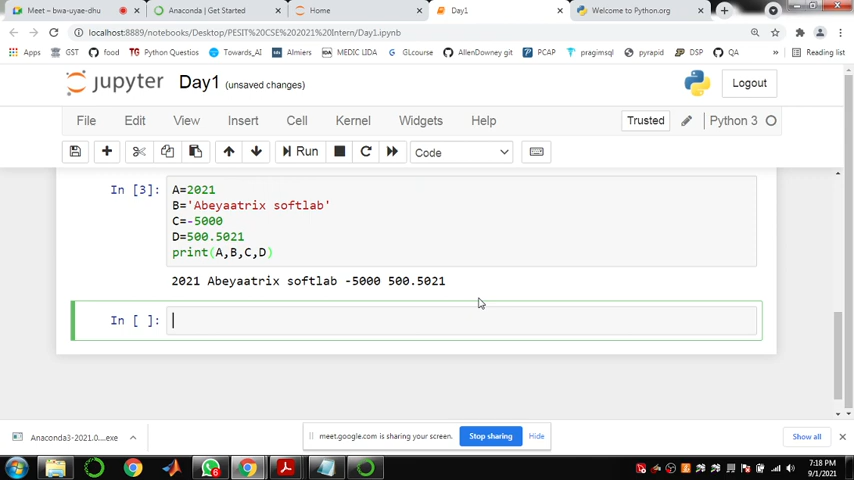 Meet – bwa-uyae-dhu
Anaconda | Get Started
Home
Day1
Welcome to Python.org
localhost:8889/notebooks/Desktop/PESIT%20CSE%202021%20Intern/Day1.ipynb
Apps GST food Python Questions Towards_AI Almiers MEDIC LIDA GLcourse AllenDowney git PCAP pragimsql pyrapid DSP QA Reading list
jupyter Day1 (unsaved changes) Logout
File Edit View Insert Cell Kernel Widgets Help Trusted Python 3
Run Code
In [3]: A=2021
B='Abeyaatrix softlab'
C=-5000
D=500.5021
print(A,B,C,D)
2021 Abeyaatrix softlab -5000 500.5021
In [ ]:
Anaconda3-2021.0....exe
meet.google.com is sharing your screen. Stop sharing Hide
Show all
6
7:18 PM
9/1/2021